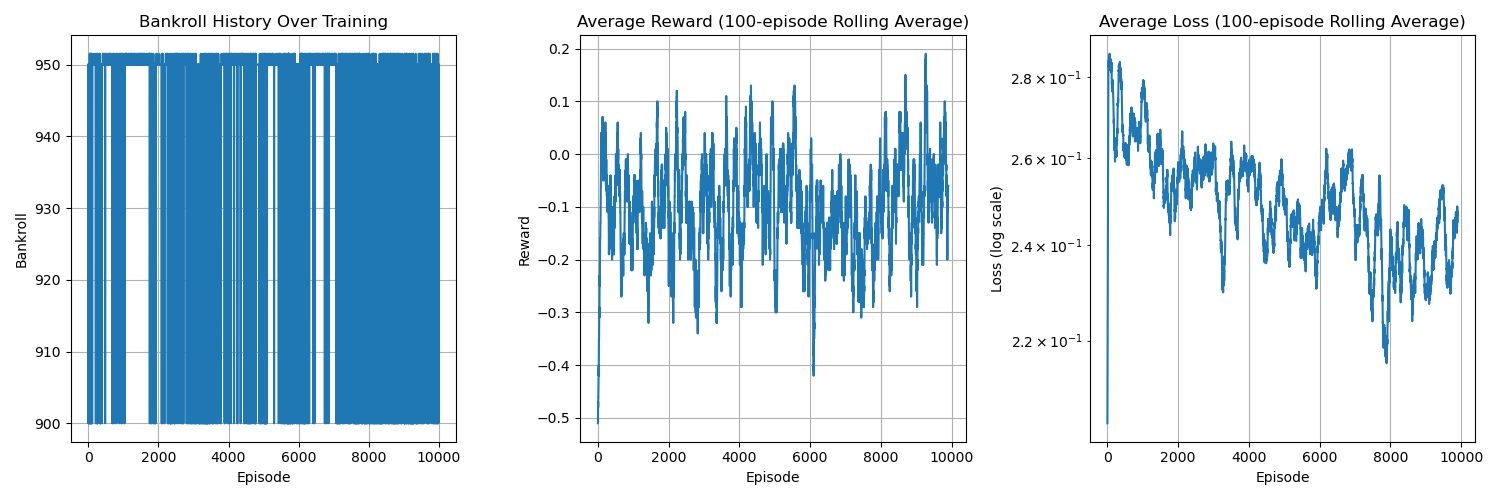 Bankroll History Over Training
Bankroll
950
940
930
920
910
900
0 2000 4000 6000 8000 10000
Episode
Average Reward (100-episode Rolling Average)
Reward
0.2
0.1
0.0
−0.1
−0.2
−0.3
−0.4
−0.5
0 2000 4000 6000 8000 10000
Episode
Average Loss (100-episode Rolling Average)
Loss (log scale)
2.8 × 10⁻¹
2.6 × 10⁻¹
2.4 × 10⁻¹
2.2 × 10⁻¹
0 2000 4000 6000 8000 10000
Episode